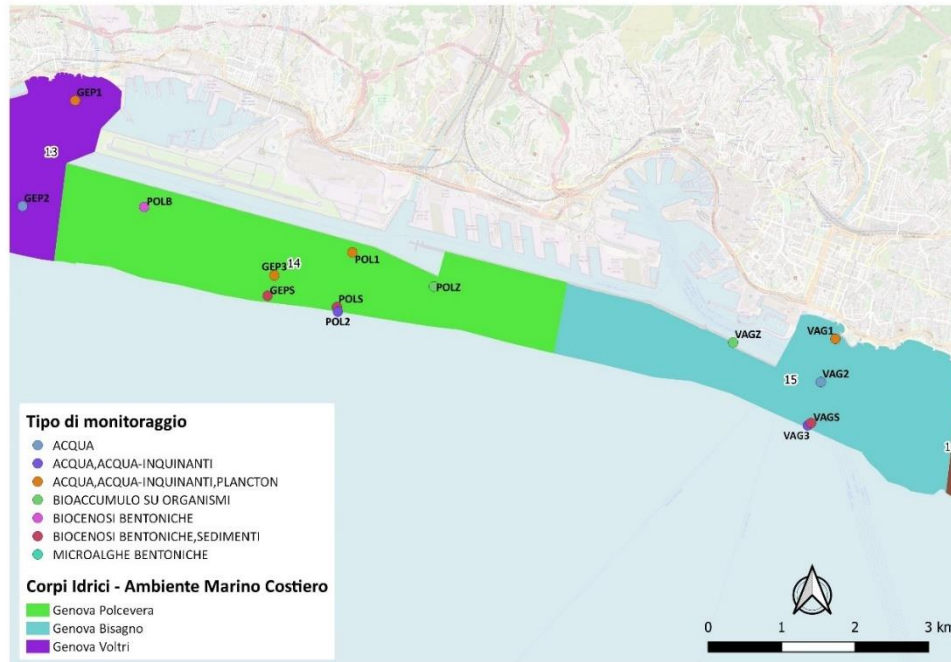 GEP1
13
GEP2
POLB
POL1
GEP3
14
GEPS
POLZ
POLS
POL2
VAGZ
VAG1
15
VAG2
VAGS
VAG3
1
Tipo di monitoraggio
ACQUA
ACQUA,ACQUA-INQUINANTI
ACQUA,ACQUA-INQUINANTI,PLANCTON
BIOACCUMULO SU ORGANISMI
BIOCENOSI BENTONICHE
BIOCENOSI BENTONICHE,SEDIMENTI
MICROALGHE BENTONICHE
Corpi Idrici - Ambiente Marino Costiero
Genova Polcevera
Genova Bisagno
Genova Voltri
0 1 2 3 km